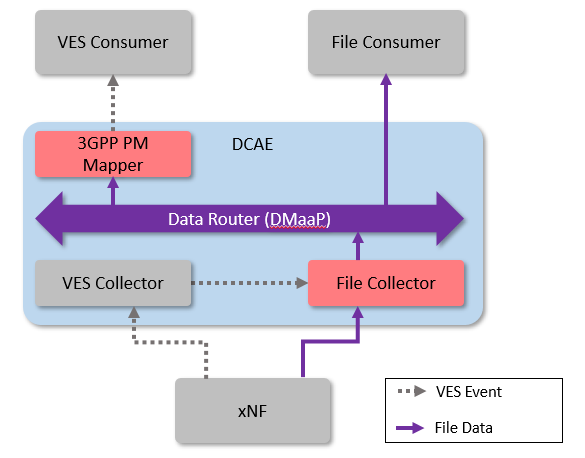 VES Consumer
File Consumer
3GPP PM
Mapper
DCAE
Data Router (DMaaP)
VES Collector
File Collector
xNF
VES Event
File Data